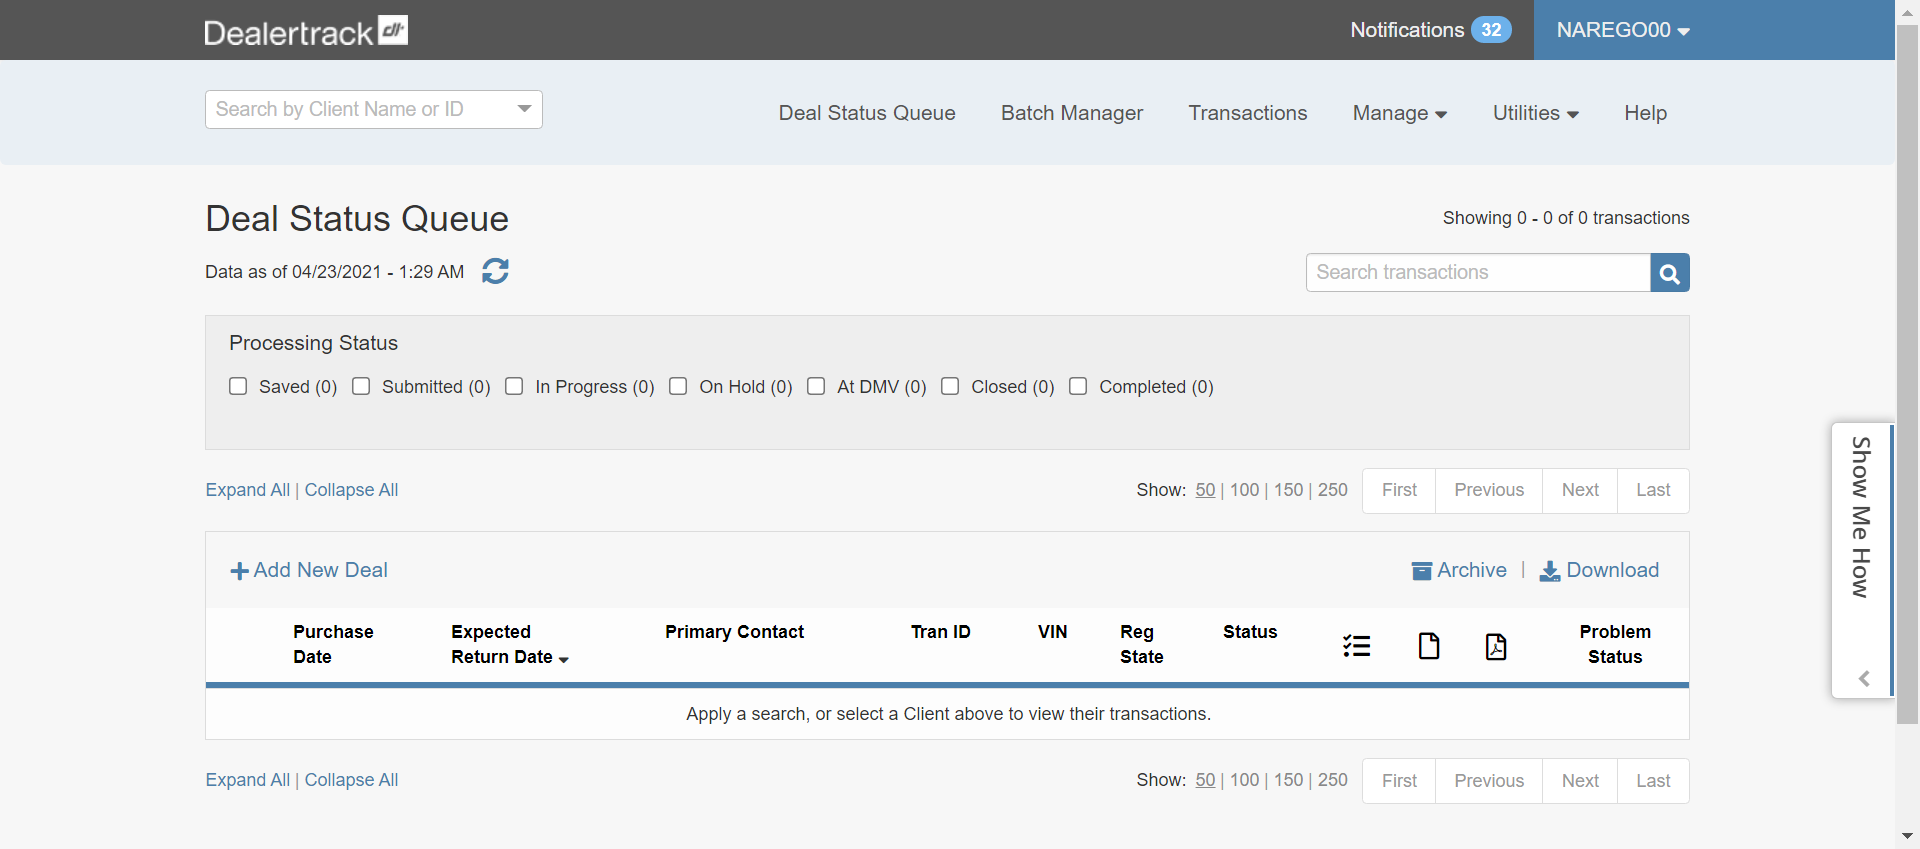 Dealertrack dt
Notifications 32
NAREGO00
Search by Client Name or ID
Deal Status Queue Batch Manager Transactions Manage Utilities Help
Deal Status Queue
Showing 0 - 0 of 0 transactions
Data as of 04/23/2021 - 1:29 AM
Search transactions
Processing Status
Saved (0) Submitted (0) In Progress (0) On Hold (0) At DMV (0) Closed (0) Completed (0)
Expand All | Collapse All
Show: 50 | 100 | 150 | 250 First Previous Next Last
Add New Deal
Archive | Download
Purchase Date
Expected Return Date
Primary Contact
Tran ID
VIN
Reg State
Status
Problem Status
Apply a search, or select a Client above to view their transactions.
Expand All | Collapse All
Show: 50 | 100 | 150 | 250 First Previous Next Last
Show Me How